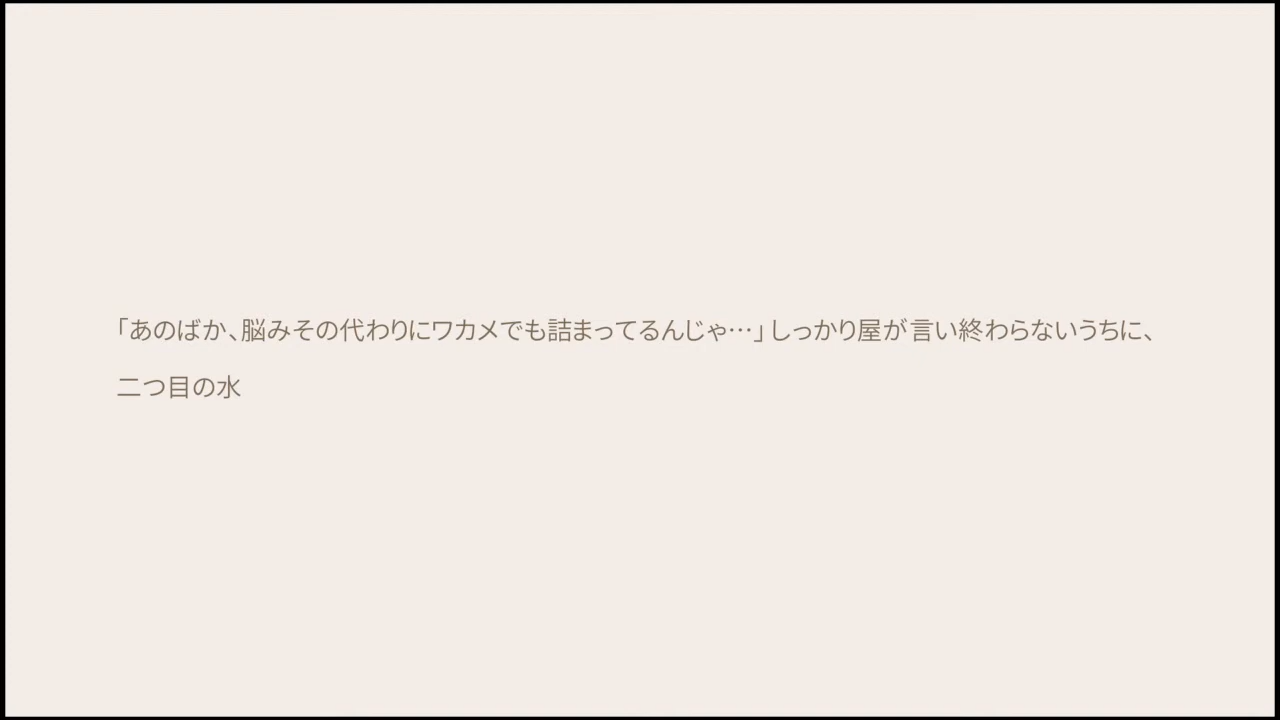 「あのばか、脳みその代わりにワカメでも詰まってるんじゃ…」しっかり屋が言い終わらないうちに、
二つ目の水